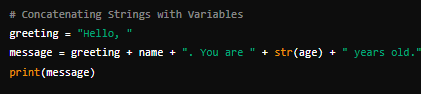 # Concatenating Strings with Variables
greeting = "Hello, "
message = greeting + name + ". You are " + str(age) + " years old."
print(message)